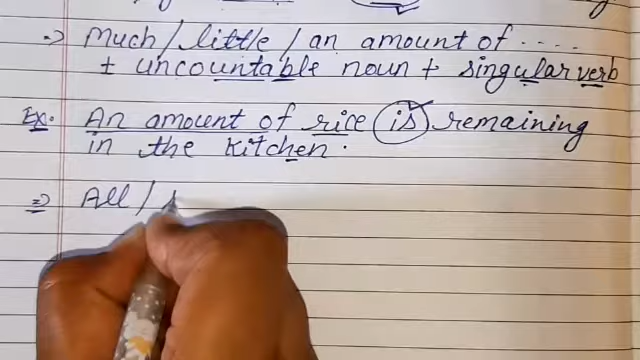 => Much / little / an amount of ....
± uncountable noun + singular verb
Ex. An amount of rice is remaining
in the kitchen.
=> All /